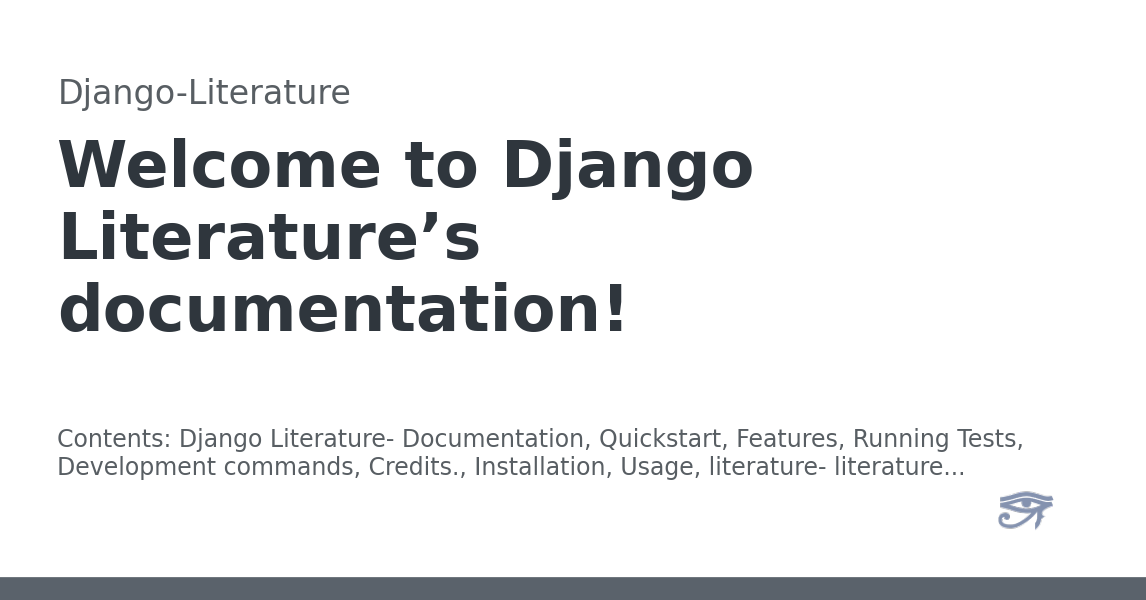 Django-Literature
Welcome to Django
Literature’s
documentation!
Contents: Django Literature- Documentation, Quickstart, Features, Running Tests,
Development commands, Credits., Installation, Usage, literature- literature...